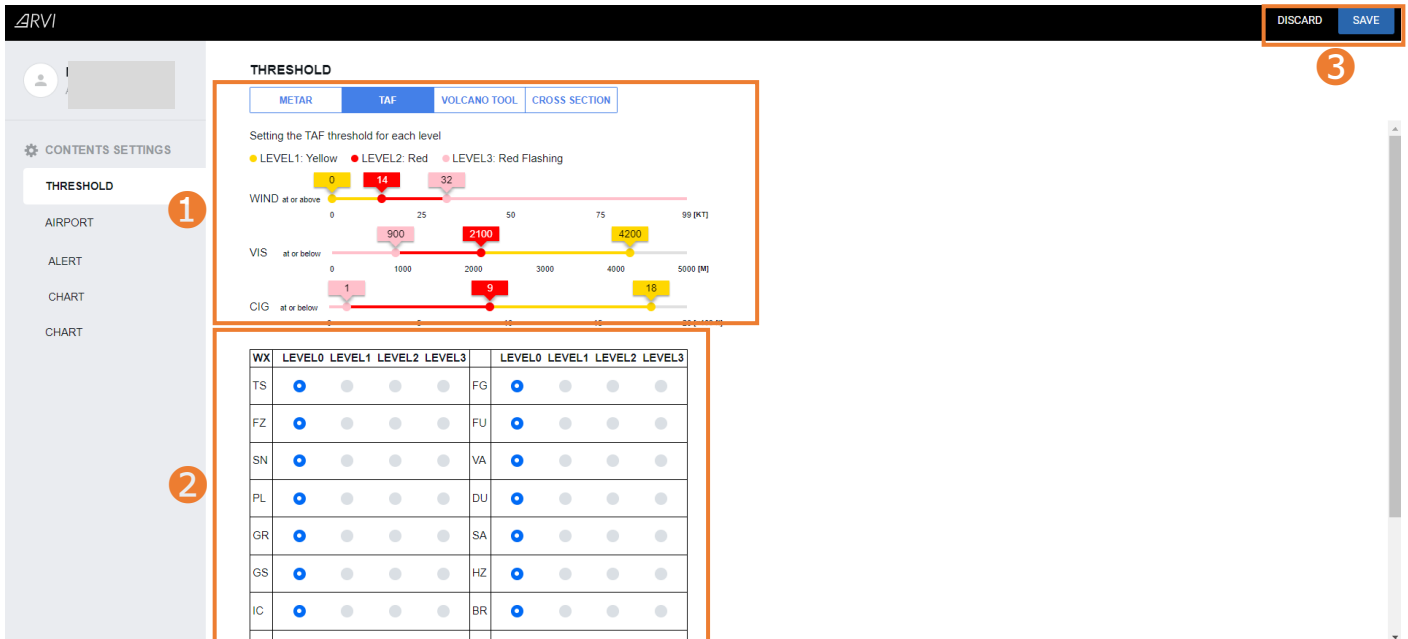 ARVI
DISCARD SAVE
3
THRESHOLD
METAR TAF VOLCANO TOOL CROSS SECTION
CONTENTS SETTINGS
THRESHOLD
AIRPORT
ALERT
CHART
CHART
1
Setting the TAF threshold for each level
LEVEL1: Yellow LEVEL2: Red LEVEL3: Red Flashing
0 14 32
WIND at or above
0 25 50 75 99 [KT]
900 2100 4200
VIS at or below
0 1000 2000 3000 4000 5000 [M]
1 9 18
CIG at or below
2
WX LEVEL0 LEVEL1 LEVEL2 LEVEL3 LEVEL0 LEVEL1 LEVEL2 LEVEL3
TS FG
FZ FU
SN VA
PL DU
GR SA
GS HZ
IC BR